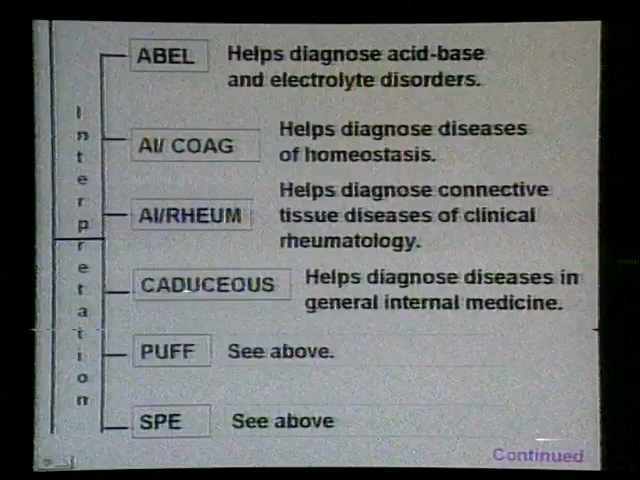 Interpretation
ABEL
Helps diagnose acid-base
and electrolyte disorders.
AI/ COAG
Helps diagnose diseases
of homeostasis.
AI/RHEUM
Helps diagnose connective
tissue diseases of clinical
rheumatology.
CADUCEOUS
Helps diagnose diseases in
general internal medicine.
PUFF
See above.
SPE
See above
Continued